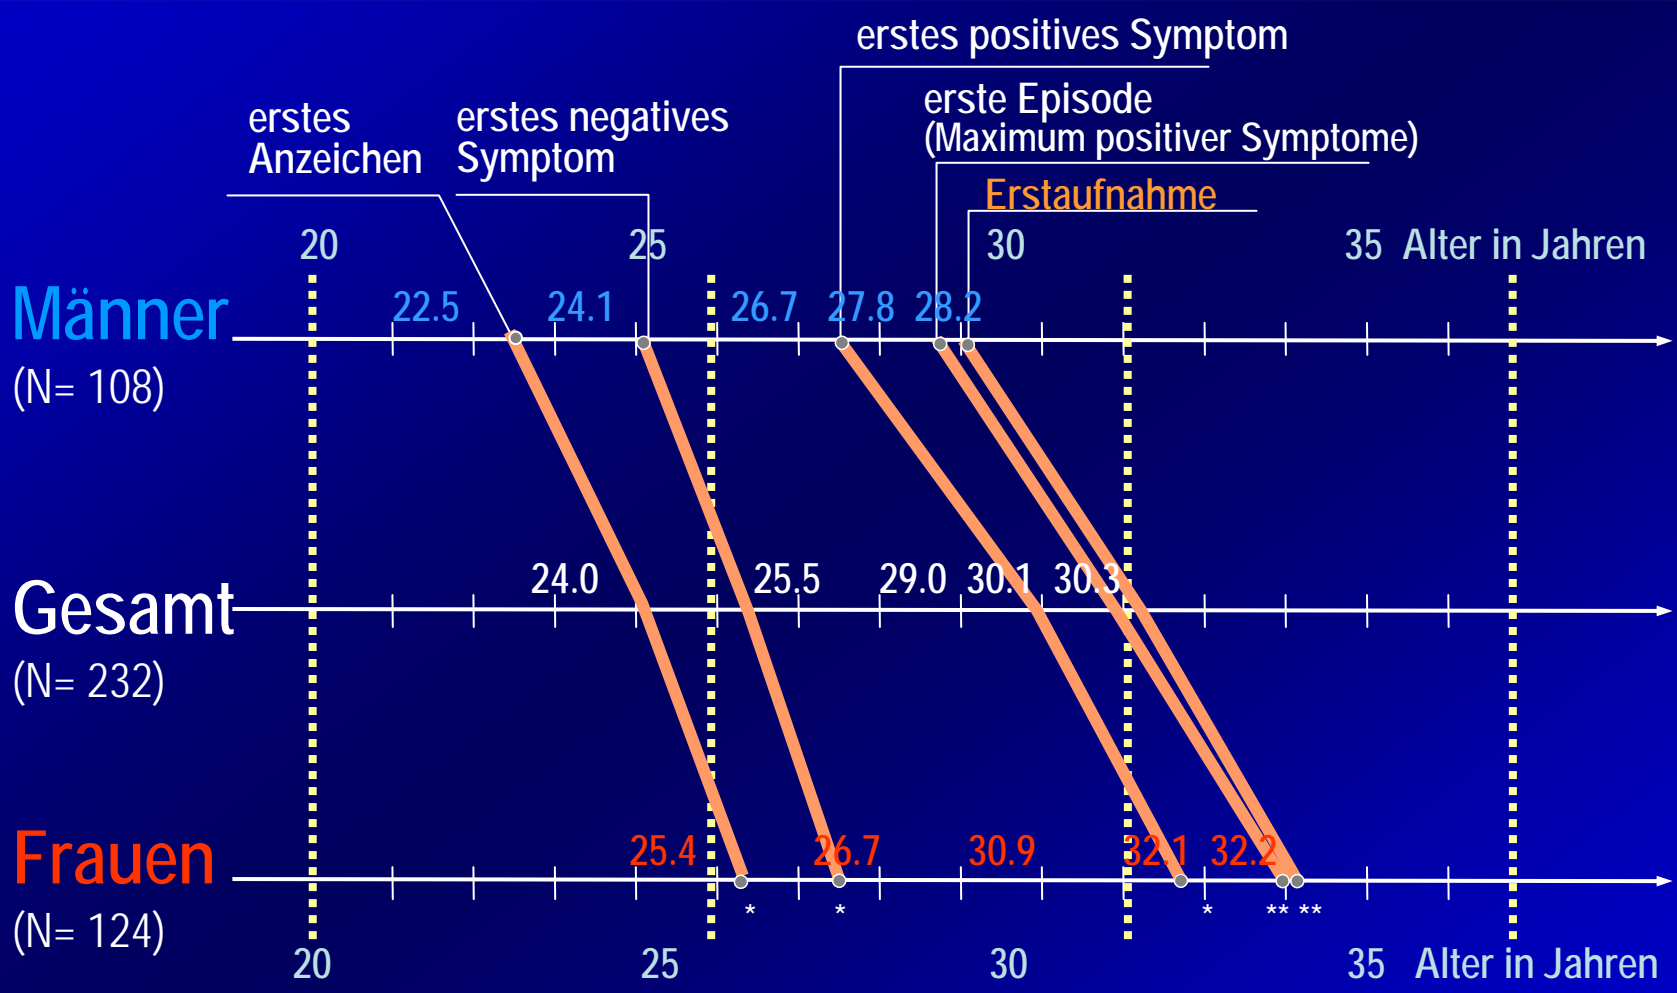 erstes positives Symptom
erste Episode
(Maximum positiver Symptome)
erstes
Anzeichen
erstes negatives
Symptom
Erstaufnahme
20 25 30 35 Alter in Jahren
Männer 22.5 24.1 26.7 27.8 28.2
(N= 108)
Gesamt 24.0 25.5 29.0 30.1 30.3
(N= 232)
Frauen 25.4 26.7 30.9 32.1 32.2
* * * ** **
(N= 124)
20 25 30 35 Alter in Jahren